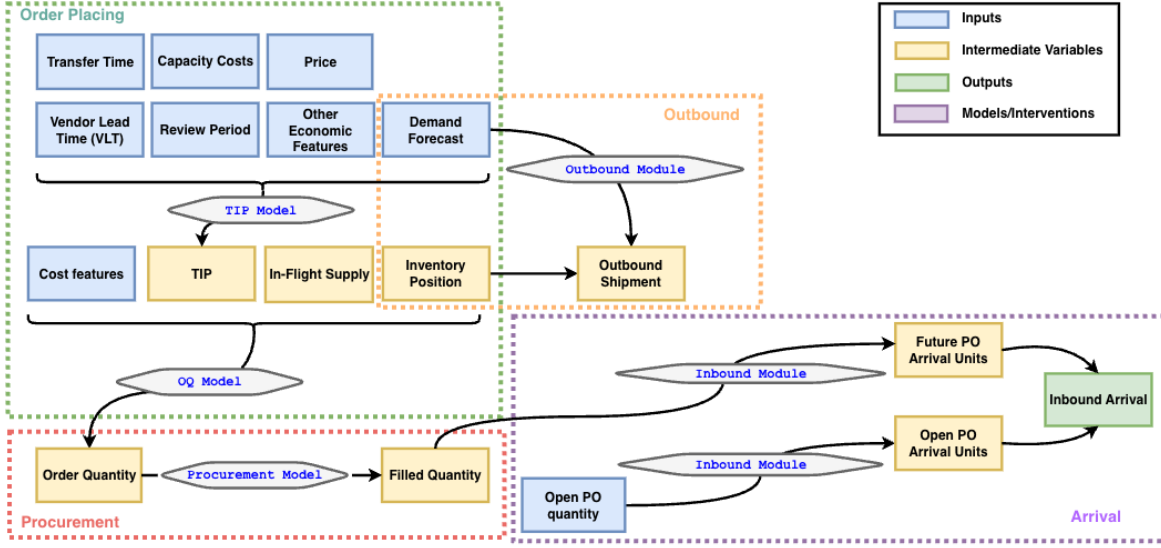 Order Placing
Transfer Time
Capacity Costs
Price
Vendor Lead
Time (VLT)
Review Period
Other
Economic
Features
Demand
Forecast
TIP Model
Cost features
TIP
In-Flight Supply
Inventory
Position
OQ Model
Outbound
Outbound Module
Outbound
Shipment
Inputs
Intermediate Variables
Outputs
Models/Interventions
Order Quantity
Procurement Model
Filled Quantity
Procurement
Inbound Module
Future PO
Arrival Units
Inbound Arrival
Inbound Module
Open PO
Arrival Units
Open PO
quantity
Arrival